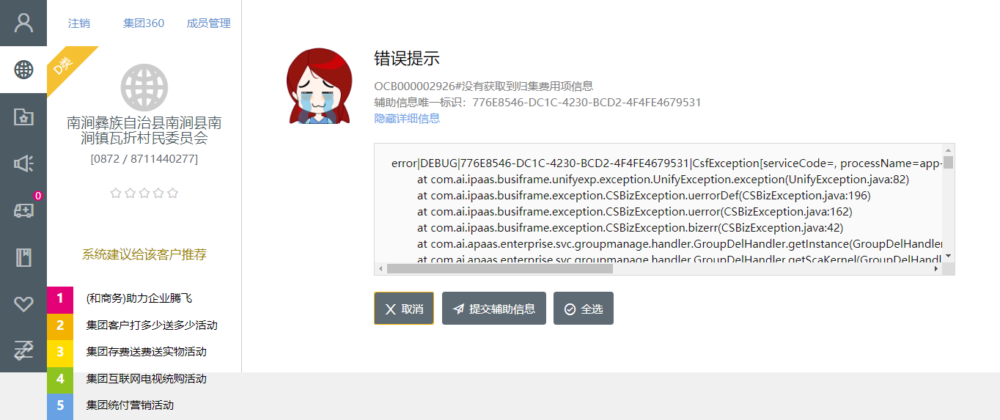 注销 集团360 成员管理
D类
南涧彝族自治县南涧县南
涧镇瓦折村民委员会
[0872 / 8711440277]
0
系统建议给该客户推荐
1 (和商务)助力企业腾飞
2 集团客户打多少送多少活动
3 集团存费送费送实物活动
4 集团互联网电视统购活动
5 集团统付营销活动
错误提示
OCB000002926#没有获取到归集费用项信息
辅助信息唯一标识：776E8546-DC1C-4230-BCD2-4F4FE4679531
隐藏详细信息
error|DEBUG|776E8546-DC1C-4230-BCD2-4F4FE4679531|CsfException[serviceCode=, processName=app-
at com.ai.ipaas.busiframe.unifyexp.exception.UnifyException.exception(UnifyException.java:82)
at com.ai.ipaas.busiframe.exception.CSBizException.uerrorDef(CSBizException.java:196)
at com.ai.ipaas.busiframe.exception.CSBizException.uerror(CSBizException.java:162)
at com.ai.ipaas.busiframe.exception.CSBizException.bizerr(CSBizException.java:42)
at com.ai.apaas.enterprise.svc.groupmanage.handler.GroupDelHandler.getInstance(GroupDelHandler
at com.ai.apaas.enterprise.svc.groupmanage.handler.GroupDelHandler.getScaKernel(GroupDelHandl
取消 提交辅助信息 全选